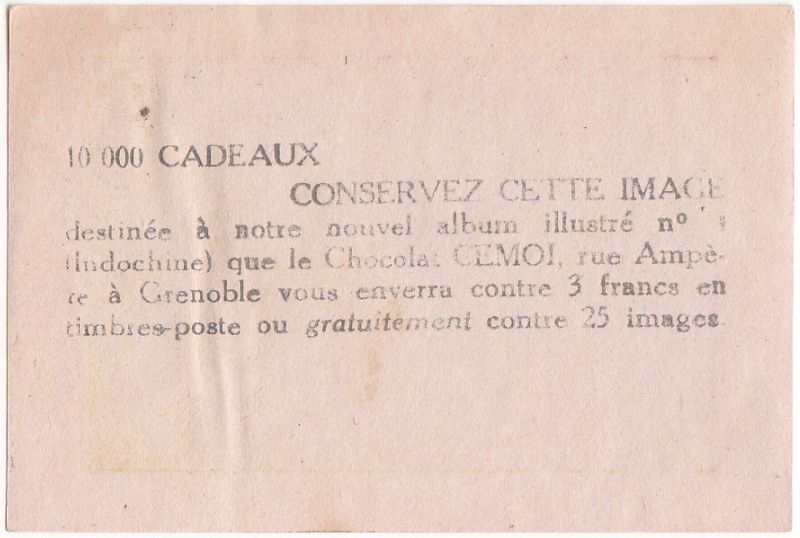 10 000 CADEAUX
CONSERVEZ CETTE IMAGE
destinée à notre nouvel album illustré nº
(Indochine) que le Chocolat CEMOI, rue Ampè-
re à Grenoble vous enverra contre 3 francs en
timbres-poste ou gratuitement contre 25 images.